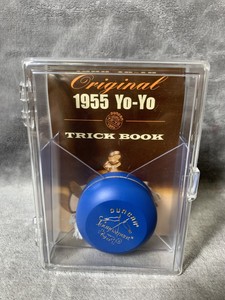 Original
1955 Yo-Yo
TRICK BOOK
DUNCAN